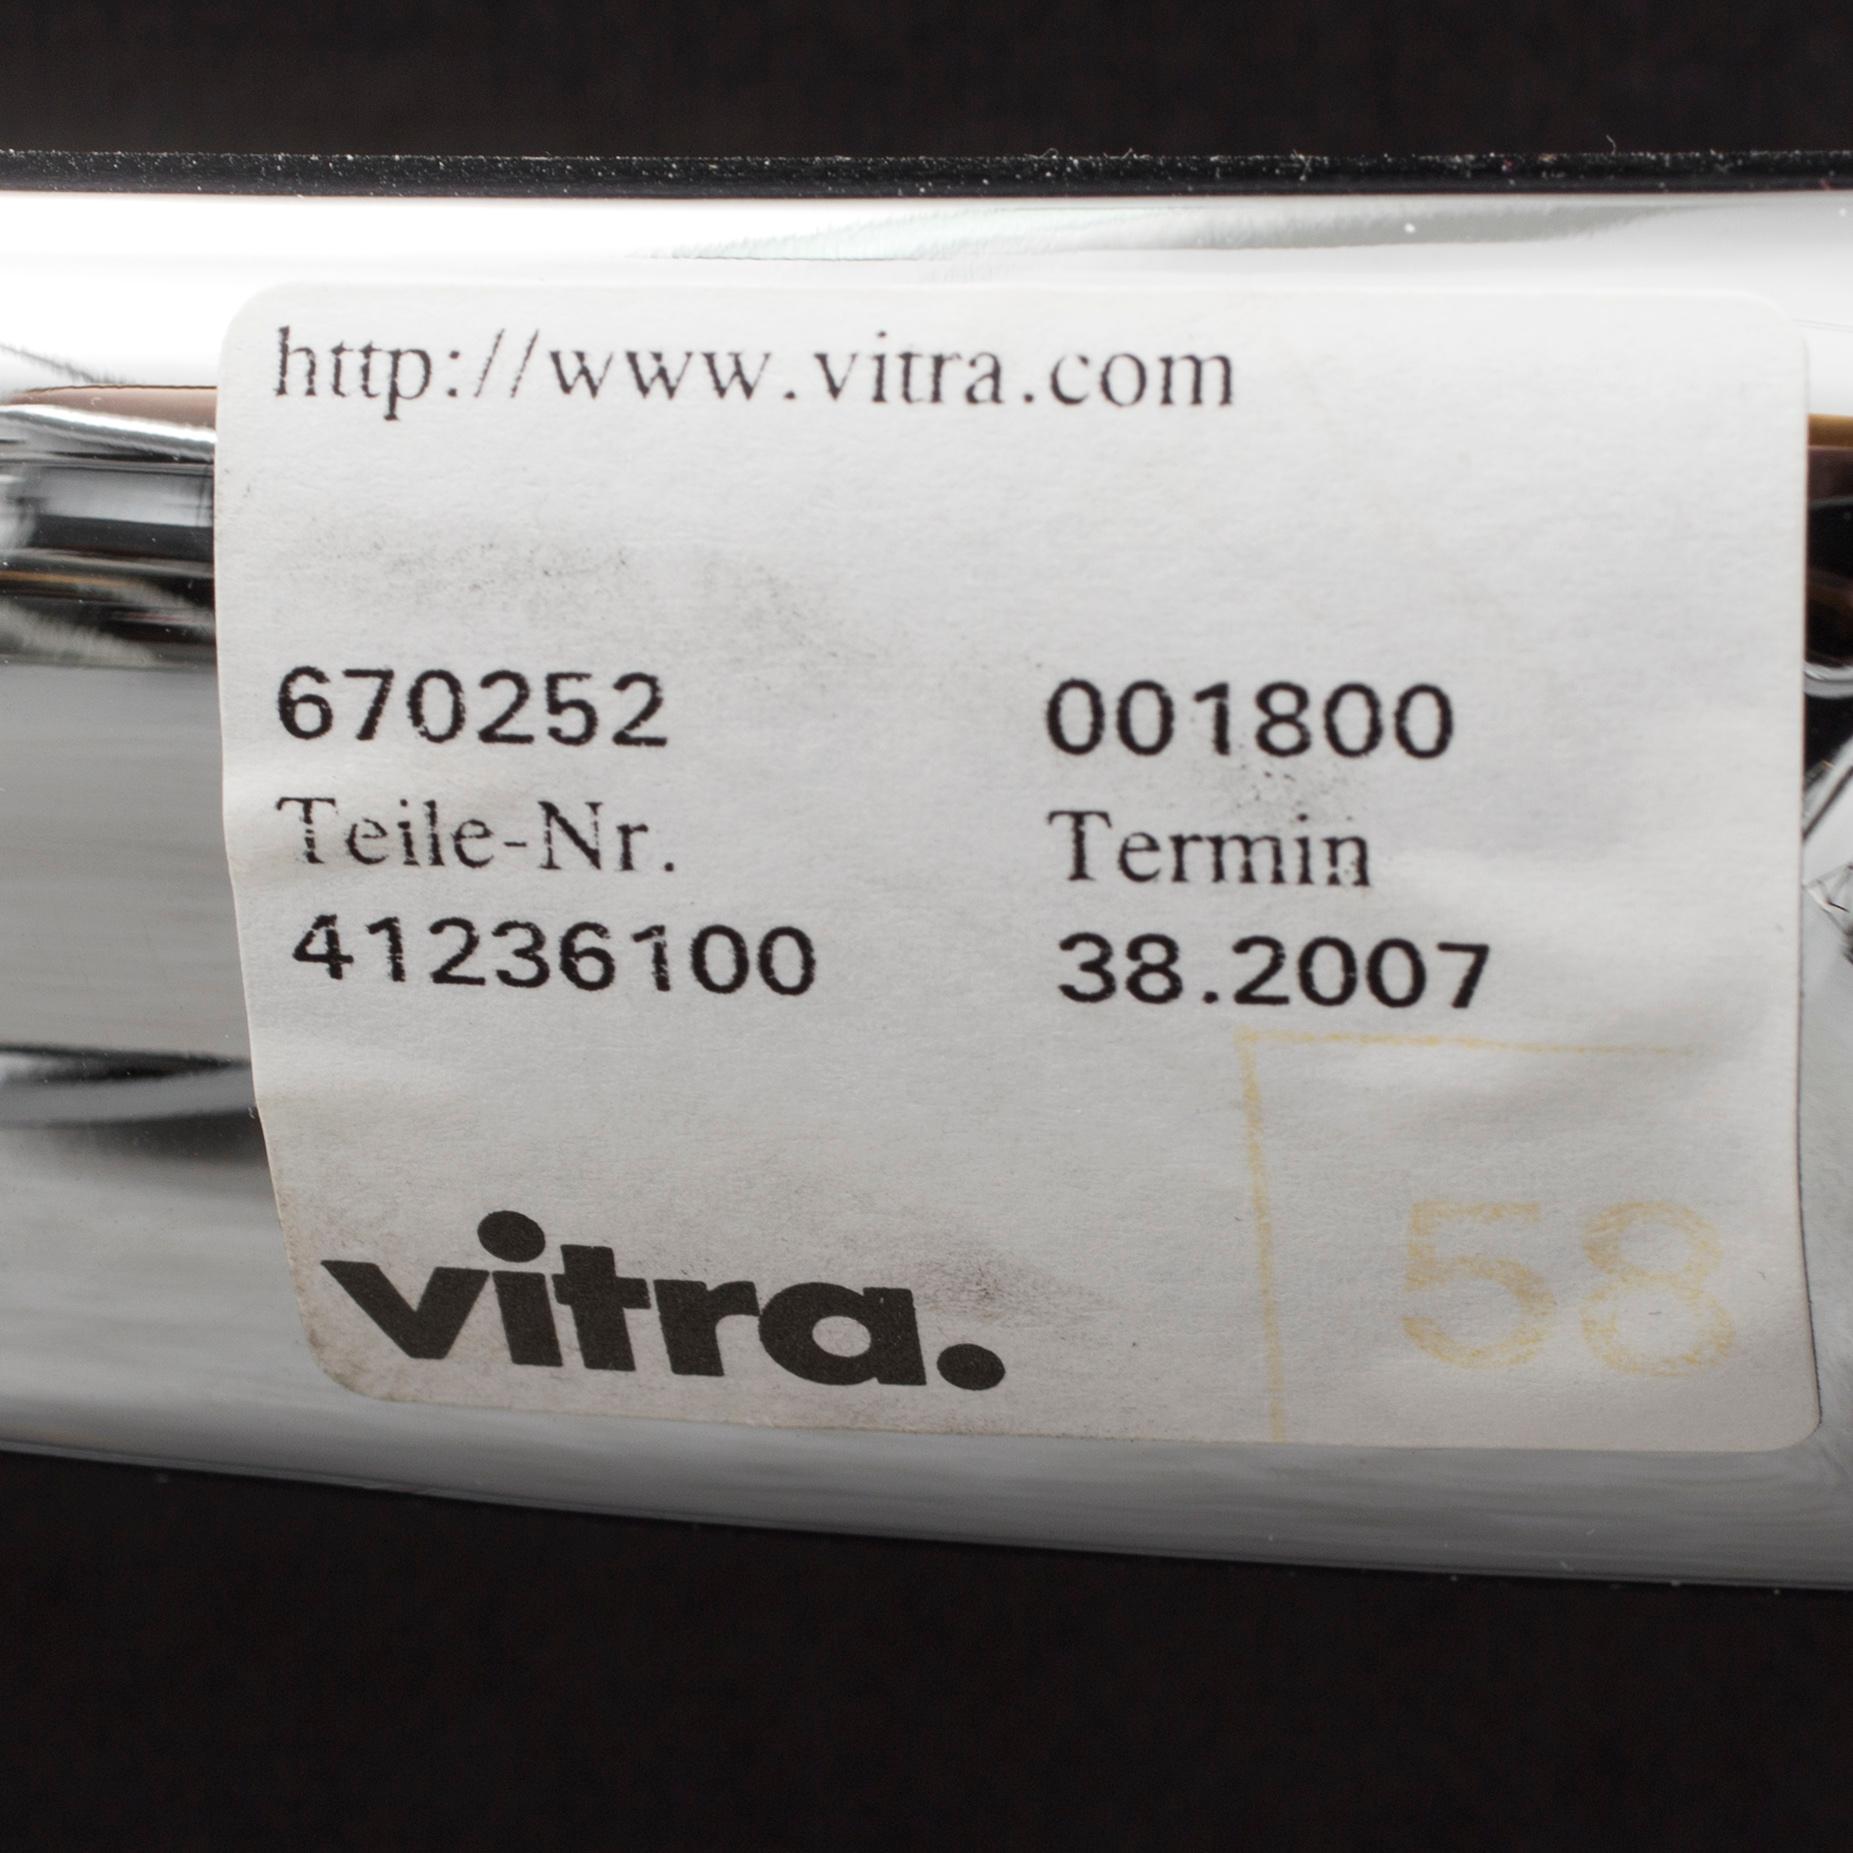 http://www.vitra.com
670252 001800
Teile-Nr. Termin
41236100 38.2007
vitra.
58